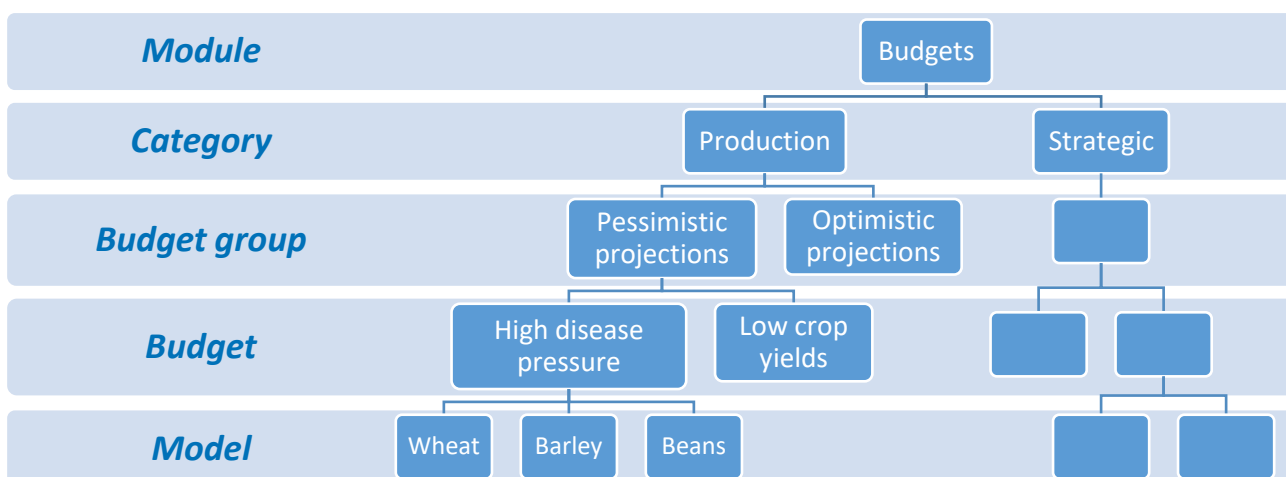 Module
Budgets
Category
Production
Strategic
Budget group
Pessimistic
projections
Optimistic
projections
Budget
High disease
pressure
Low crop
yields
Model
Wheat
Barley
Beans